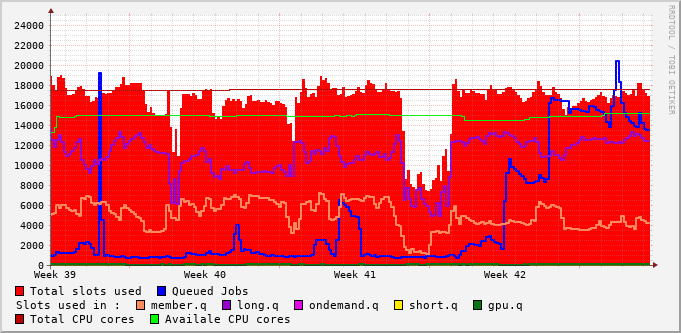 24000
22000
20000
18000
16000
14000
12000
10000
8000
6000
4000
2000
0
Week 39 Week 40 Week 41 Week 42
Total slots used Queued Jobs
Slots used in : member.q long.q ondemand.q short.q gpu.q
Total CPU cores Availale CPU cores
RRDTOOL / TOBI OETIKER